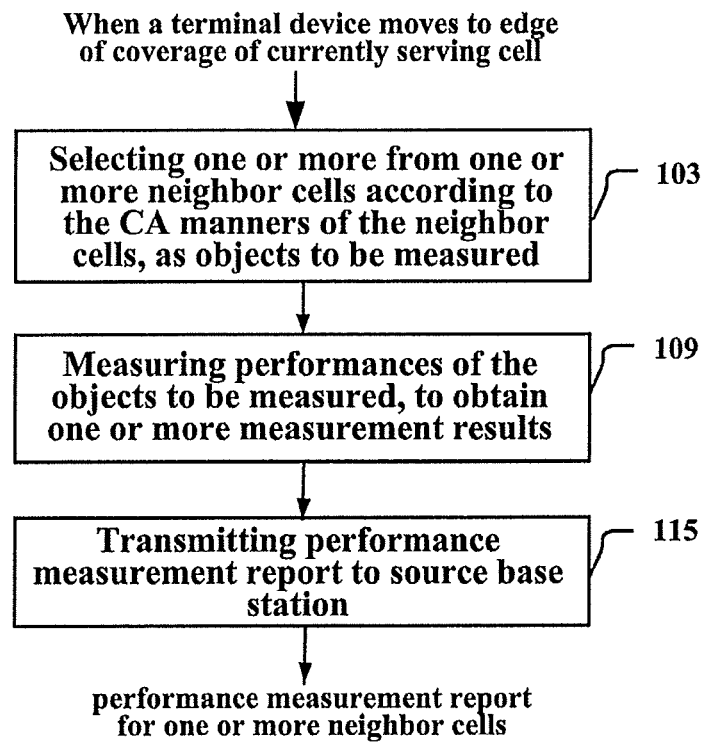 When a terminal device moves to edge
of coverage of currently serving cell
Selecting one or more from one or
more neighbor cells according to
the CA manners of the neighbor
cells, as objects to be measured
103
Measuring performances of the
objects to be measured, to obtain
one or more measurement results
109
Transmitting performance
measurement report to source base
station
115
performance measurement report
for one or more neighbor cells